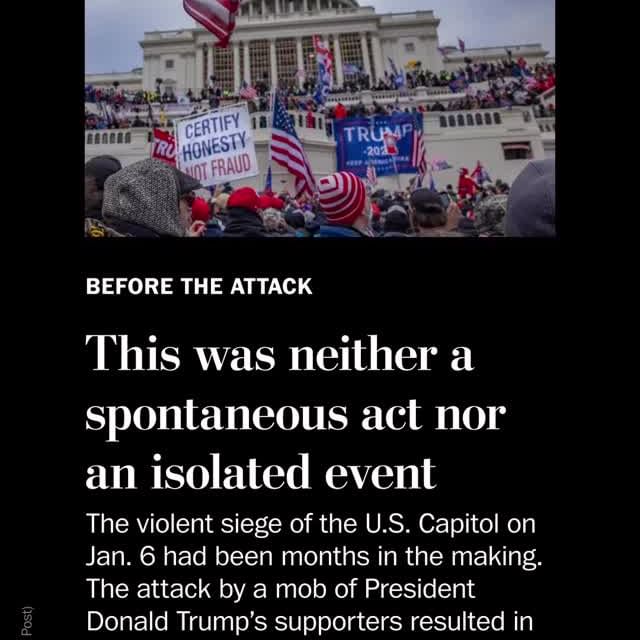 CERTIFY
HONESTY
NOT FRAUD
TRU
TRUMP
BEFORE THE ATTACK
This was neither a
spontaneous act nor
an isolated event
The violent siege of the U.S. Capitol on
Jan. 6 had been months in the making.
The attack by a mob of President
Donald Trump’s supporters resulted in
Post)